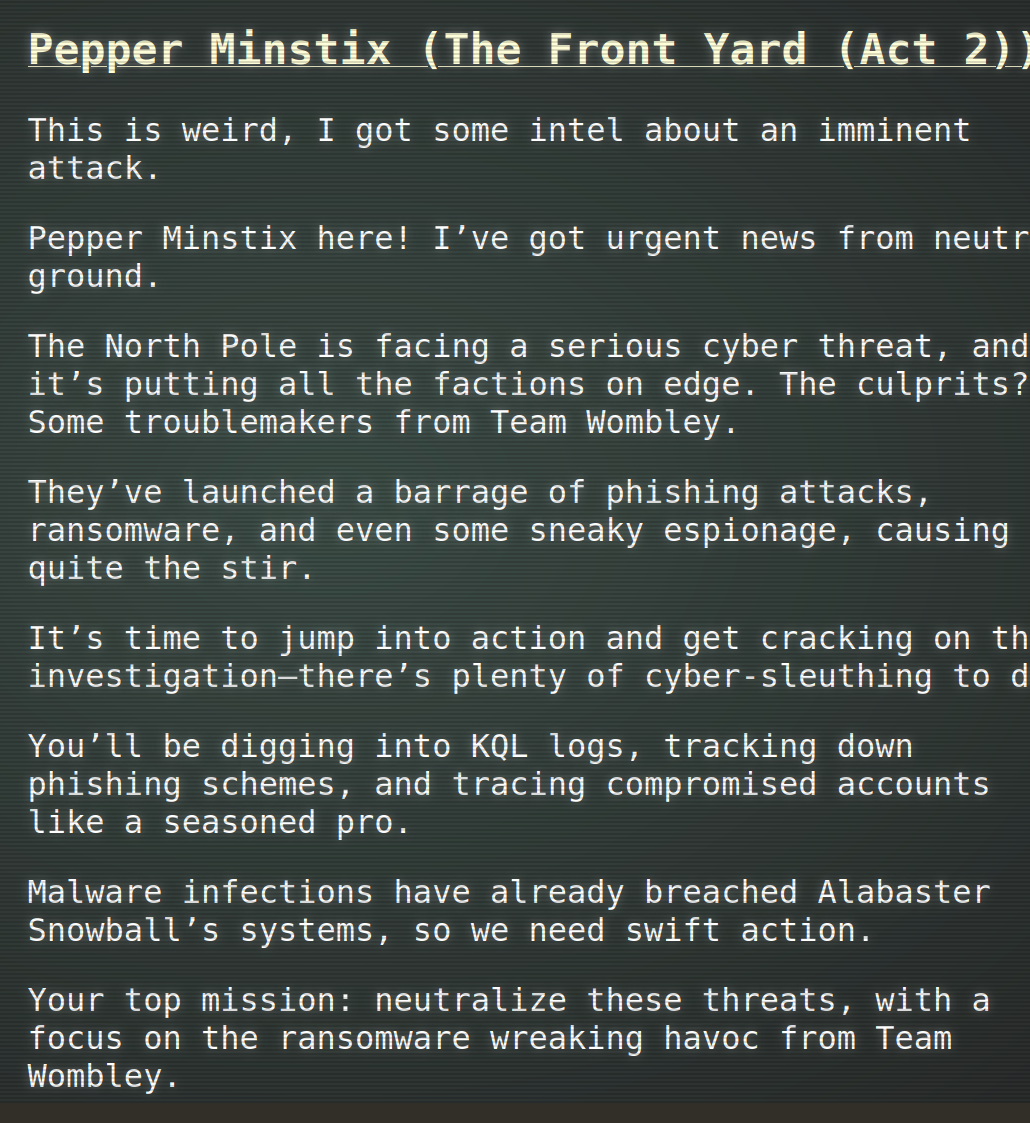 Pepper Minstix (The Front Yard (Act 2))
This is weird, I got some intel about an imminent
attack.
Pepper Minstix here! I’ve got urgent news from neutr
ground.
The North Pole is facing a serious cyber threat, and
it’s putting all the factions on edge. The culprits?
Some troublemakers from Team Wombley.
They’ve launched a barrage of phishing attacks,
ransomware, and even some sneaky espionage, causing
quite the stir.
It’s time to jump into action and get cracking on th
investigation—there’s plenty of cyber-sleuthing to d
You’ll be digging into KQL logs, tracking down
phishing schemes, and tracing compromised accounts
like a seasoned pro.
Malware infections have already breached Alabaster
Snowball’s systems, so we need swift action.
Your top mission: neutralize these threats, with a
focus on the ransomware wreaking havoc from Team
Wombley.